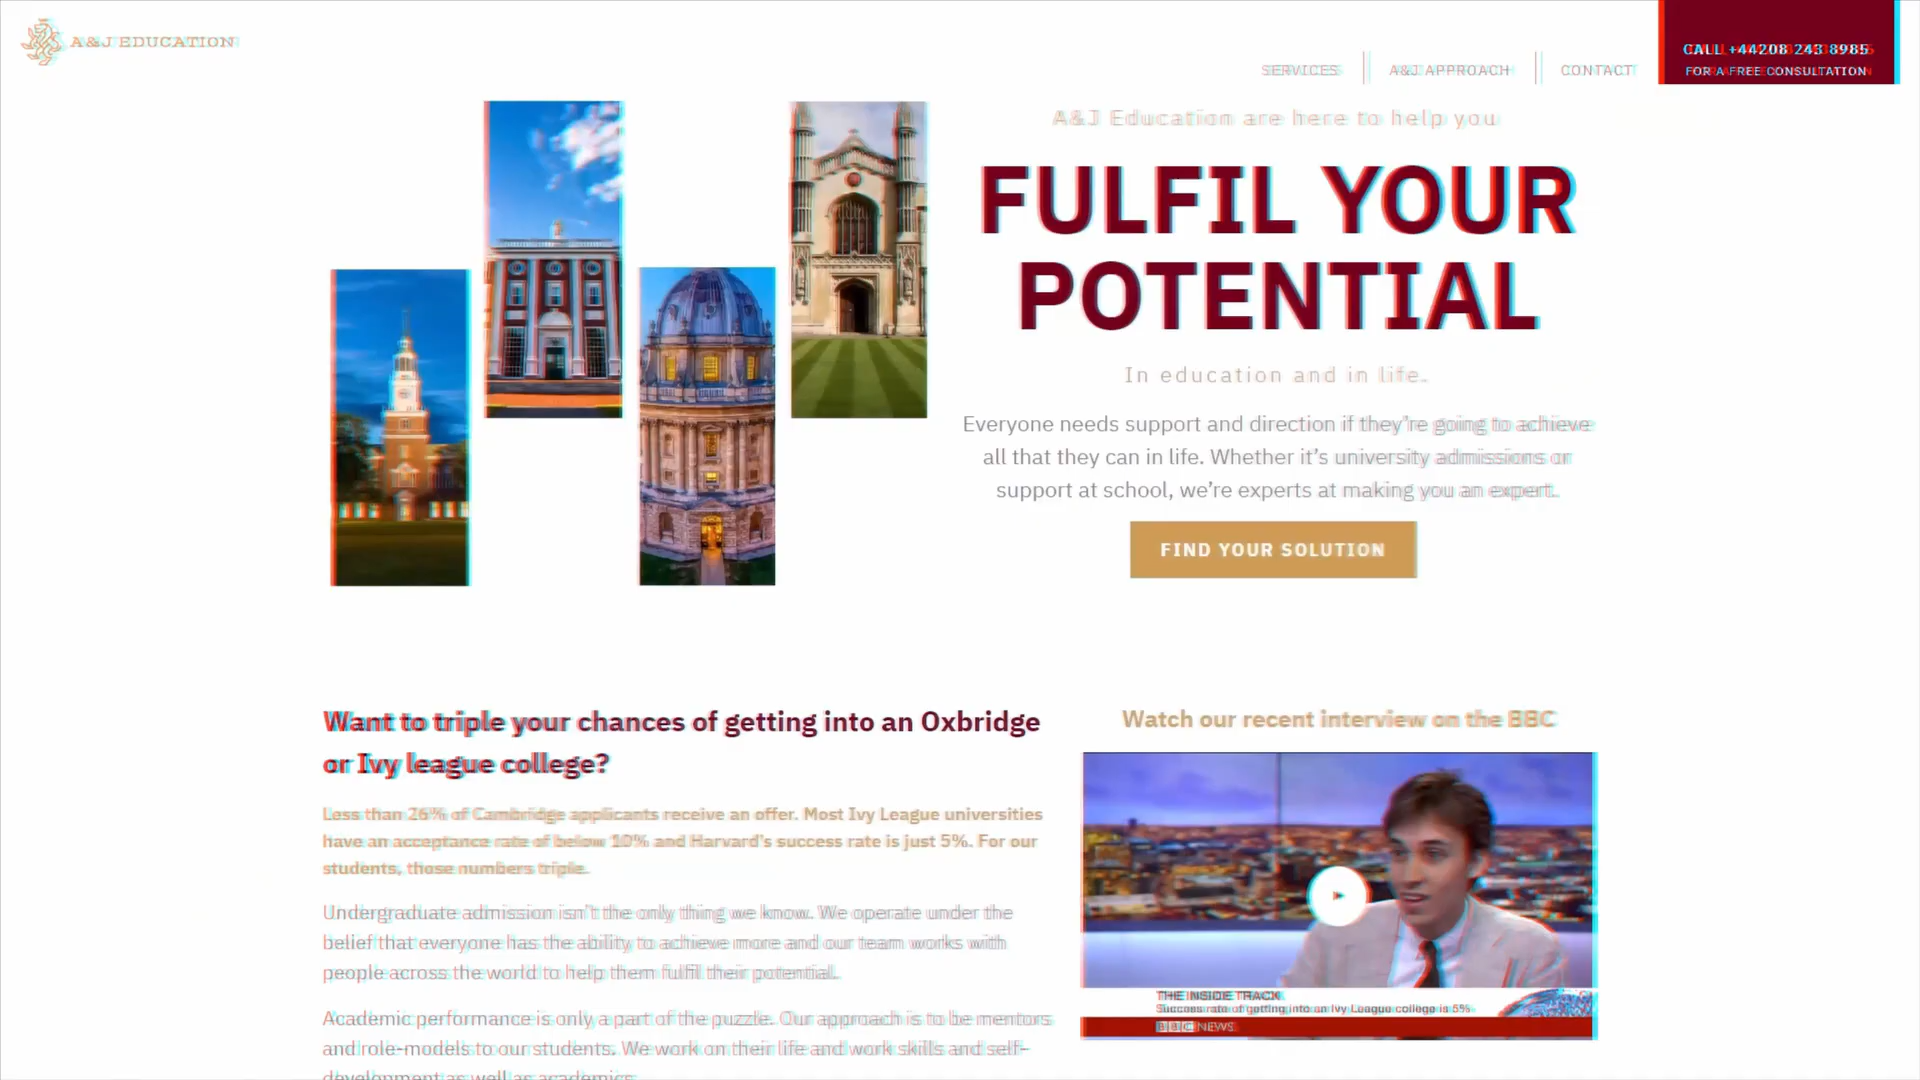 A&J EDUCATION
SERVICES
A&J APPROACH
CONTACT
CALL +44208 243 8985
FOR A FREE CONSULTATION
A&J Education are here to help you
FULFIL YOUR
POTENTIAL
In education and in life.
Everyone needs support and direction if they’re going to achieve
all that they can in life. Whether it’s university admissions or
support at school, we’re experts at making you an expert.
FIND YOUR SOLUTION
Want to triple your chances of getting into an Oxbridge
or Ivy league college?
Less than 26% of Cambridge applicants receive an offer. Most Ivy League universities
have an acceptance rate of below 10% and Harvard's success rate is just 5%. For our
students, those numbers triple.
Undergraduate admission isn't the only thing we know. We operate under the
belief that everyone has the ability to achieve more and our team works with
people across the world to help them fulfil their potential.
Academic performance is only a part of the puzzle. Our approach is to be mentors
and role-models to our students. We work on their life and work skills and self-
development as well as academics.
Watch our recent interview on the BBC
THE INSIDE TRACK
Success rate of getting into an Ivy League college is 5%
BBC NEWS